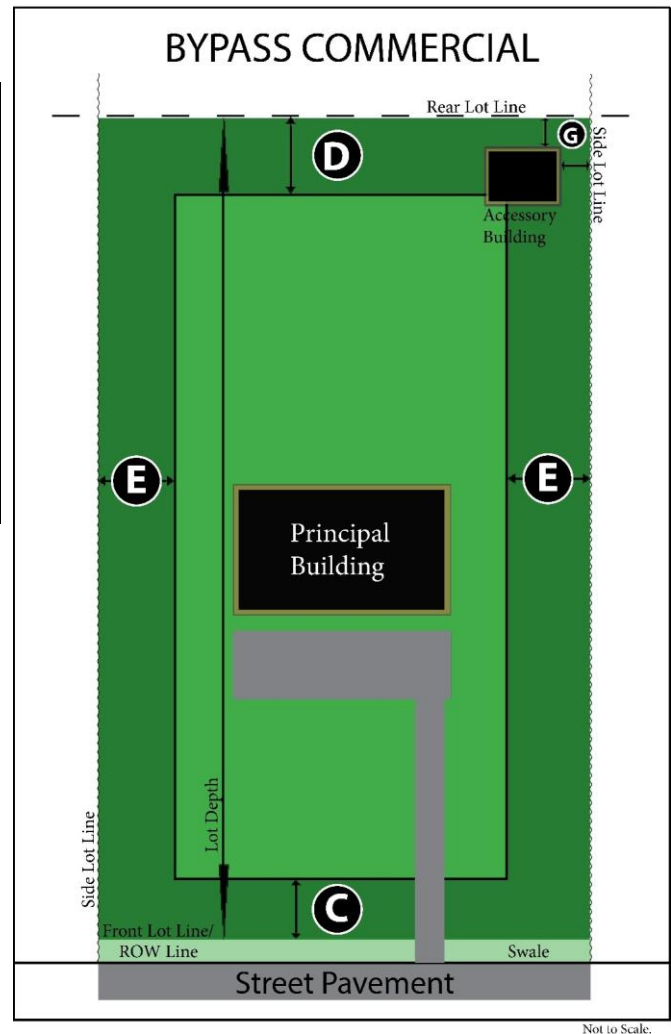 BYPASS COMMERCIAL
Rear Lot Line
D
G
Side Lot Line
Accessory
Building
E
E
Principal
Building
Lot Depth
Side Lot Line
C
Front Lot Line/
ROW Line
Swale
Street Pavement
Not to Scale.